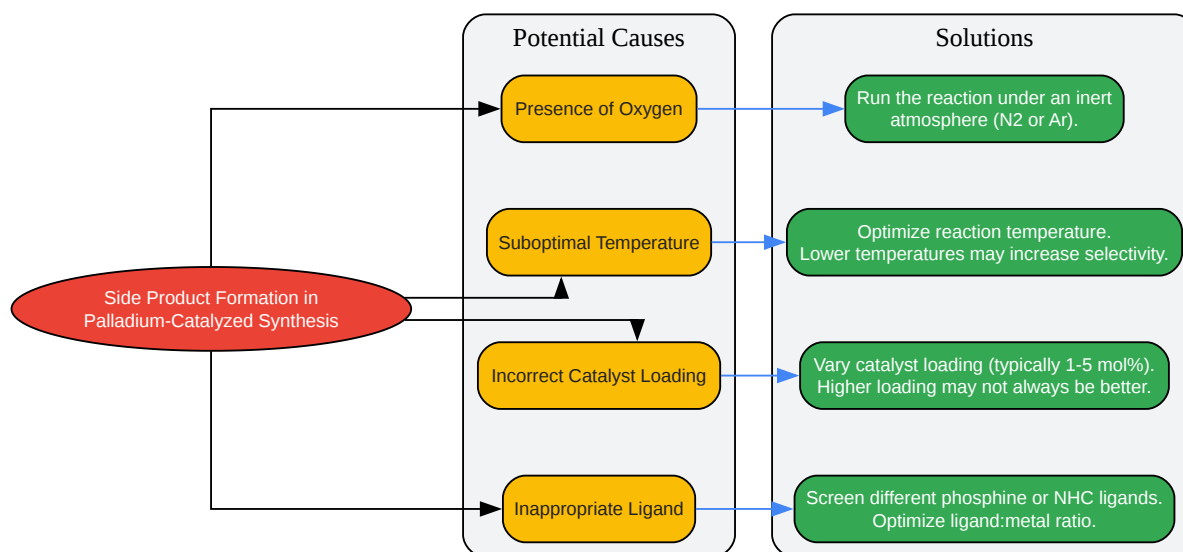 Potential Causes
Solutions
Presence of Oxygen
Run the reaction under an inert
atmosphere (N2 or Ar).
Suboptimal Temperature
Optimize reaction temperature.
Lower temperatures may increase selectivity.
Side Product Formation in
Palladium-Catalyzed Synthesis
Incorrect Catalyst Loading
Vary catalyst loading (typically 1-5 mol%).
Higher loading may not always be better.
Inappropriate Ligand
Screen different phosphine or NHC ligands.
Optimize ligand:metal ratio.